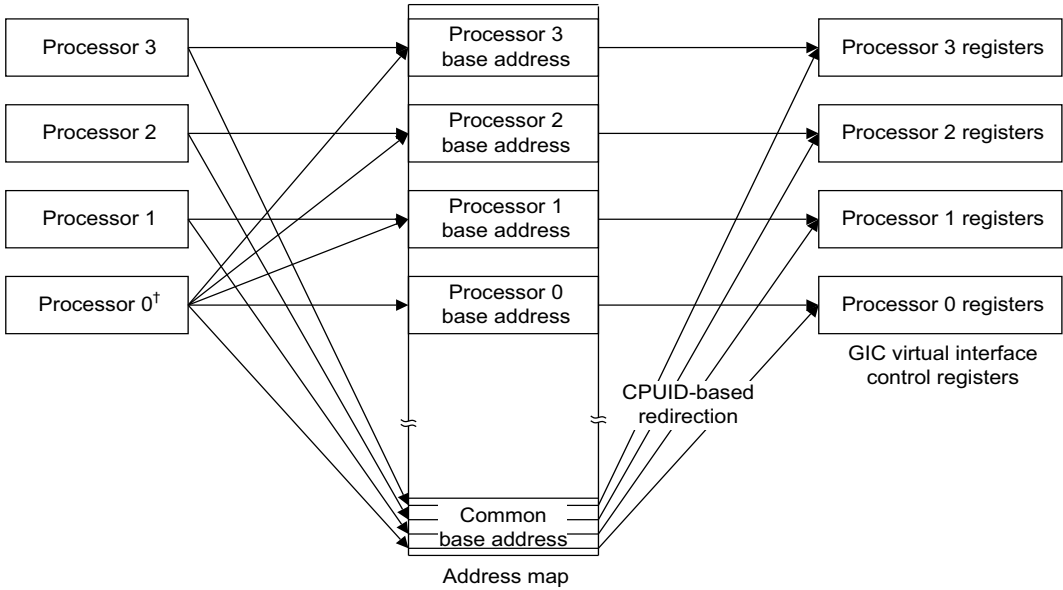 Processor 3
Processor 2
Processor 1
Processor 0†
Processor 3
base address
Processor 2
base address
Processor 1
base address
Processor 0
base address
Common
base address
Address map
CPUID-based
redirection
Processor 3 registers
Processor 2 registers
Processor 1 registers
Processor 0 registers
GIC virtual interface
control registers